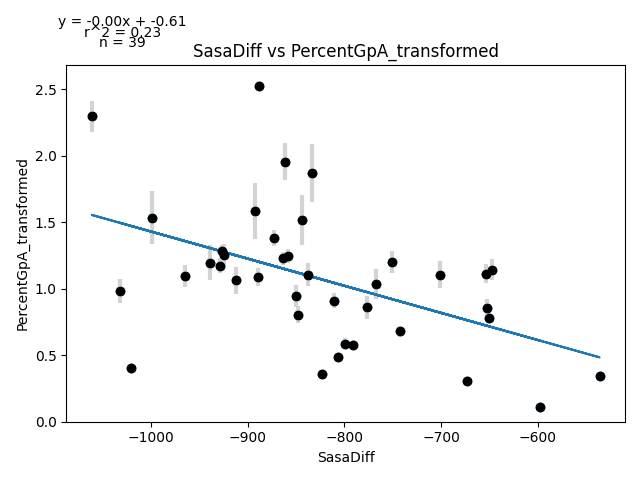 y = -0.00x + -0.61
r^2 = 0.23
n = 39
SasaDiff vs PercentGpA_transformed
PercentGpA_transformed
2.5
2.0
1.5
1.0
0.5
0.0
−1000
−900
−800
−700
−600
SasaDiff